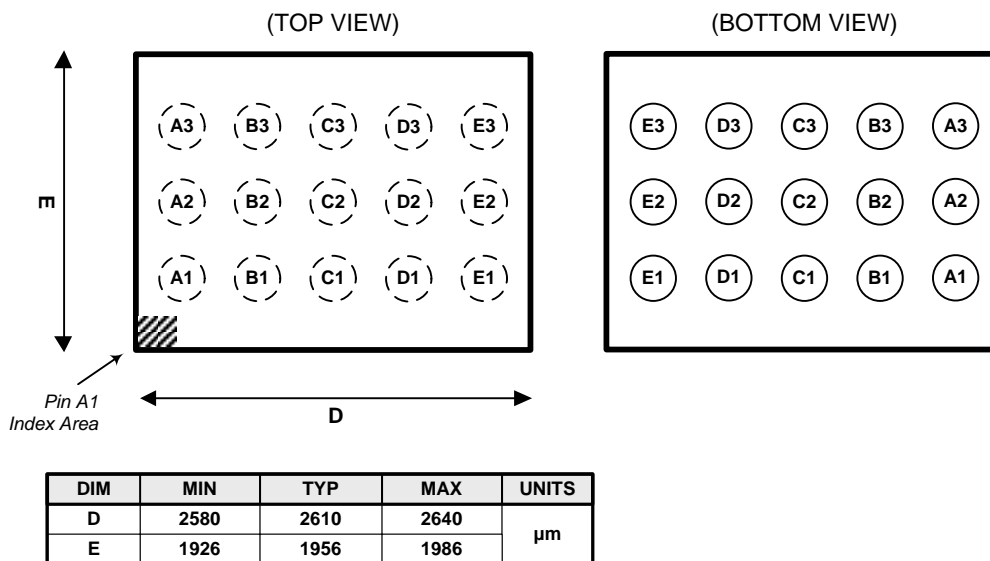 (TOP VIEW) (BOTTOM VIEW)
A3 B3 C3 D3 E3 E3 D3 C3 B3 A3
E
A2 B2 C2 D2 E2 E2 D2 C2 B2 A2
A1 B1 C1 D1 E1 E1 D1 C1 B1 A1
Pin A1
Index Area
D
DIM MIN TYP MAX UNITS
D 2580 2610 2640 µm
E 1926 1956 1986